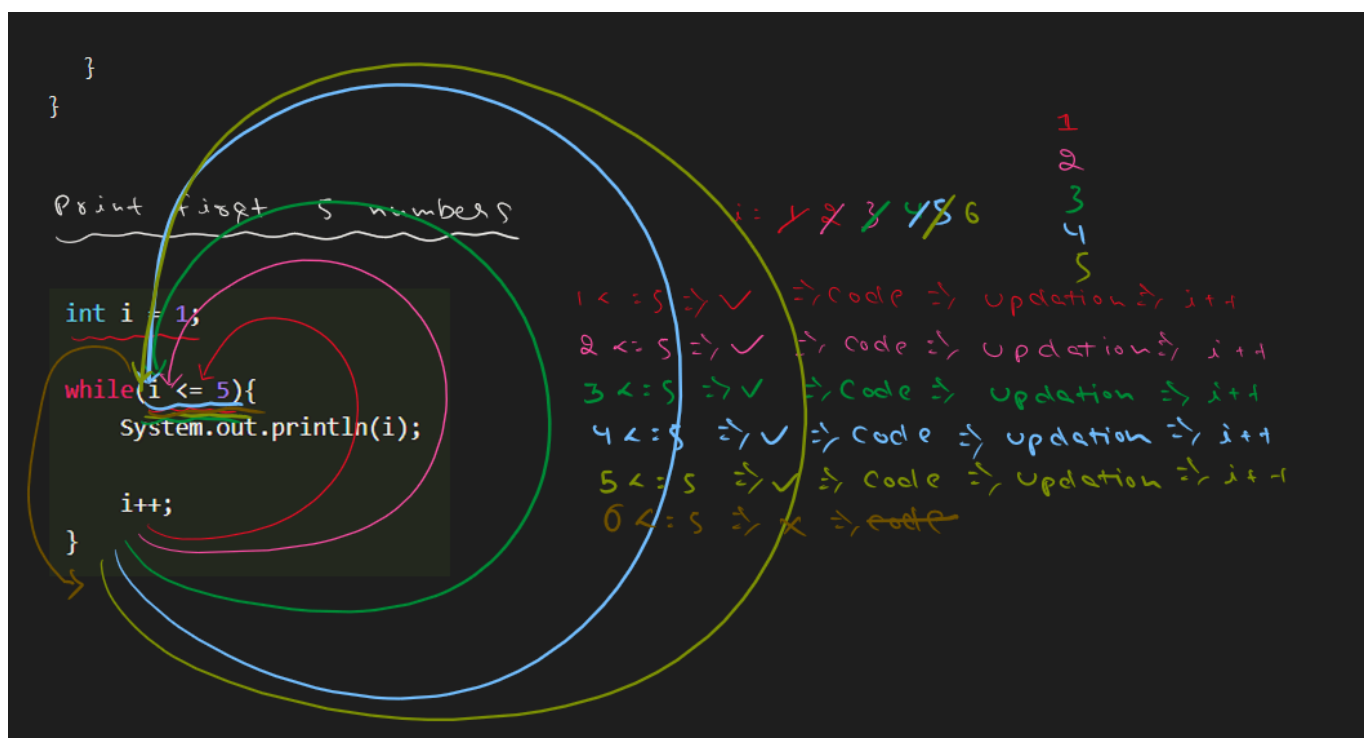 }
}
Print first 5 numbers
i = 1 2 3 4 5 6
1
2
3
4
5
int i = 1;
while(i <= 5){
System.out.println(i);
i++;
}
1 <= 5 => ✓ => Code => updation => i++
2 <= 5 => ✓ => Code => updation => i++
3 <= 5 => ✓ => Code => updation => i++
4 <= 5 => ✓ => Code => updation => i++
5 <= 5 => ✓ => Code => updation => i++
6 <= 5 => × => code